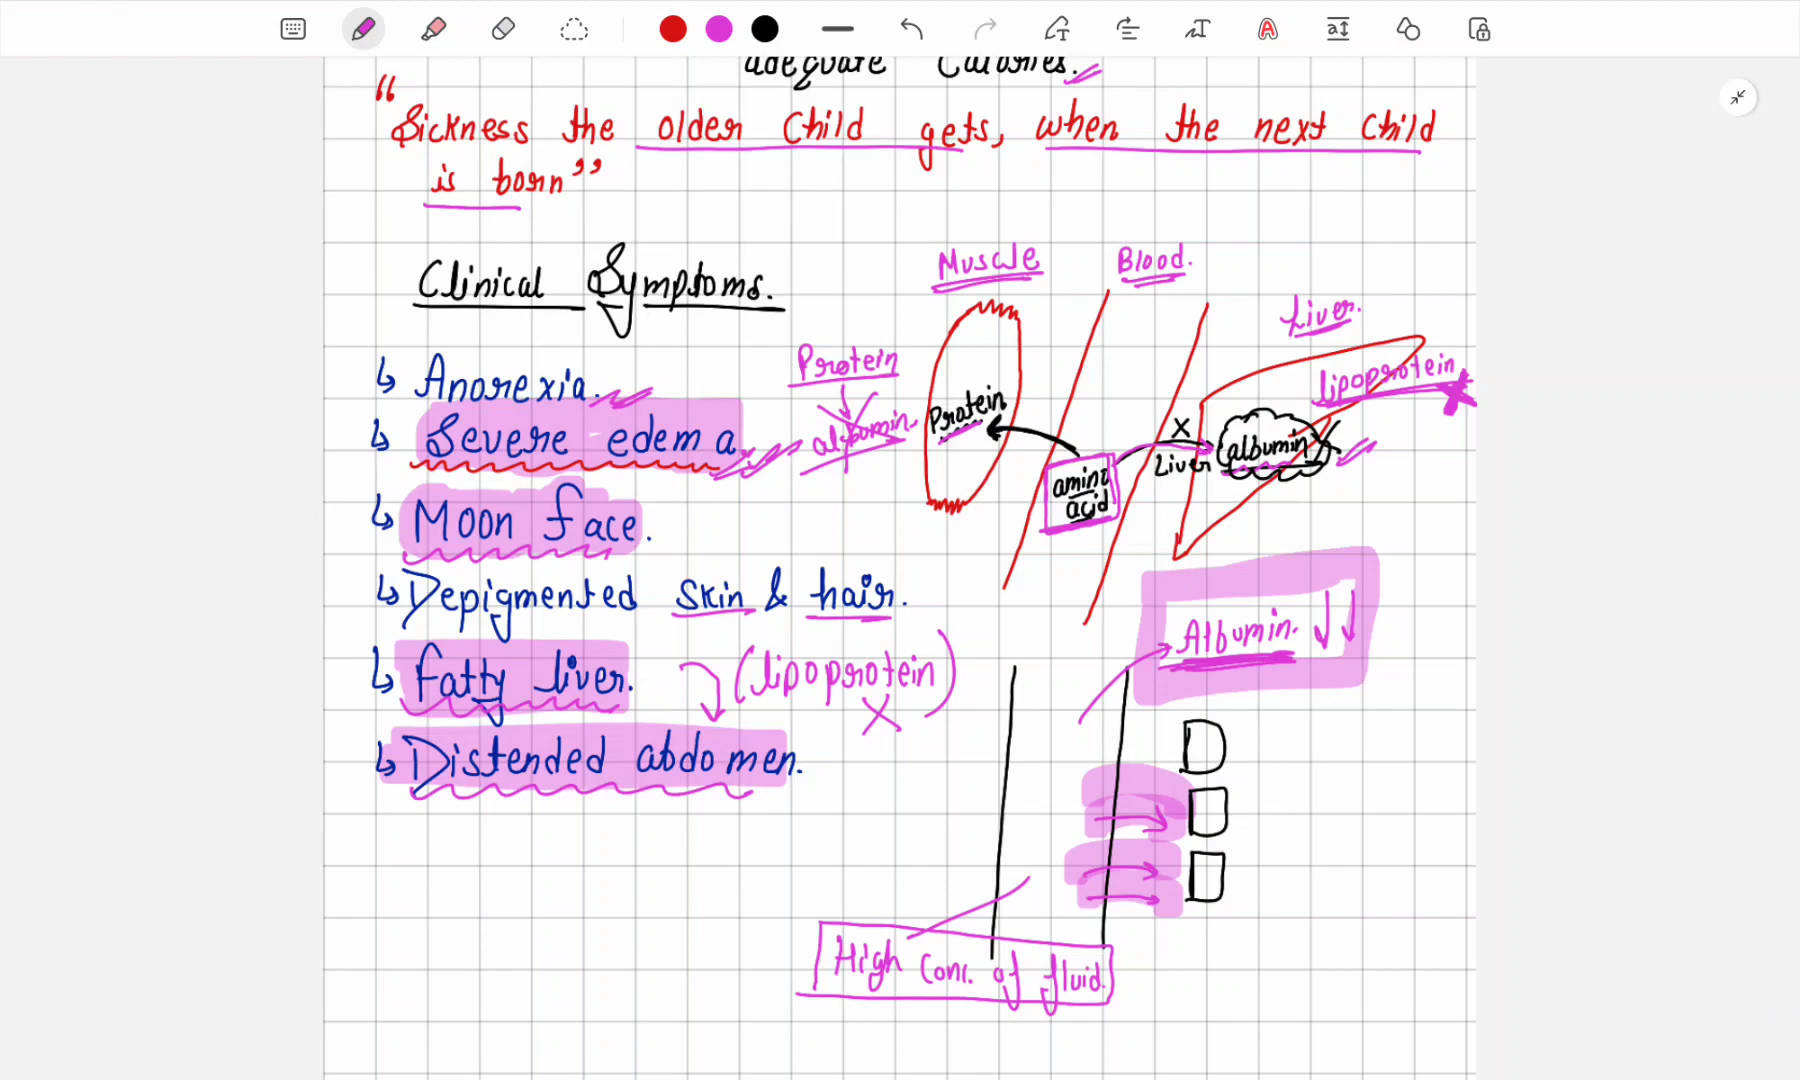 adequate Calories.
"Sickness the older Child gets, when the next Child
is born"
Clinical Symptoms.
Muscle
Blood.
Liver.
↳ Anorexia.
↳ Severe edema.
↳ Moon face.
↳ Depigmented skin & hair.
↳ Fatty liver.
(lipoprotein)
X
↳ Distended abdomen.
Protein
albumin.
Protein
amino
acid
X
Liver
albumin
lipoprotein
Albumin. ↓↓
High Conc. of fluid.